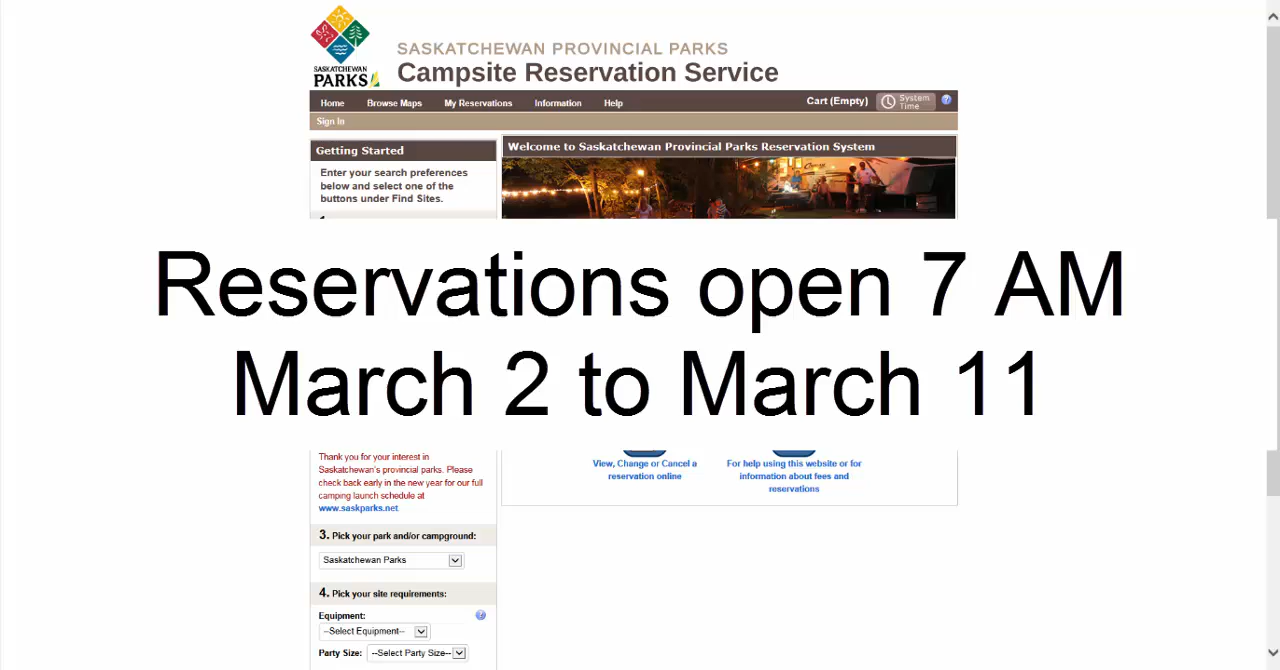 SASKATCHEWAN
PARKS
SASKATCHEWAN PROVINCIAL PARKS
Campsite Reservation Service
Home Browse Maps My Reservations Information Help Cart (Empty) System Time ?
Sign In
Getting Started
Enter your search preferences
below and select one of the
buttons under Find Sites.
Welcome to Saskatchewan Provincial Parks Reservation System
Reservations open 7 AM
March 2 to March 11
Thank you for your interest in
Saskatchewan's provincial parks. Please
check back early in the new year for our full
camping launch schedule at
www.saskparks.net
3. Pick your park and/or campground:
Saskatchewan Parks
4. Pick your site requirements:
Equipment: ?
--Select Equipment--
Party Size: --Select Party Size--
View, Change or Cancel a
reservation online
For help using this website or for
information about fees and
reservations